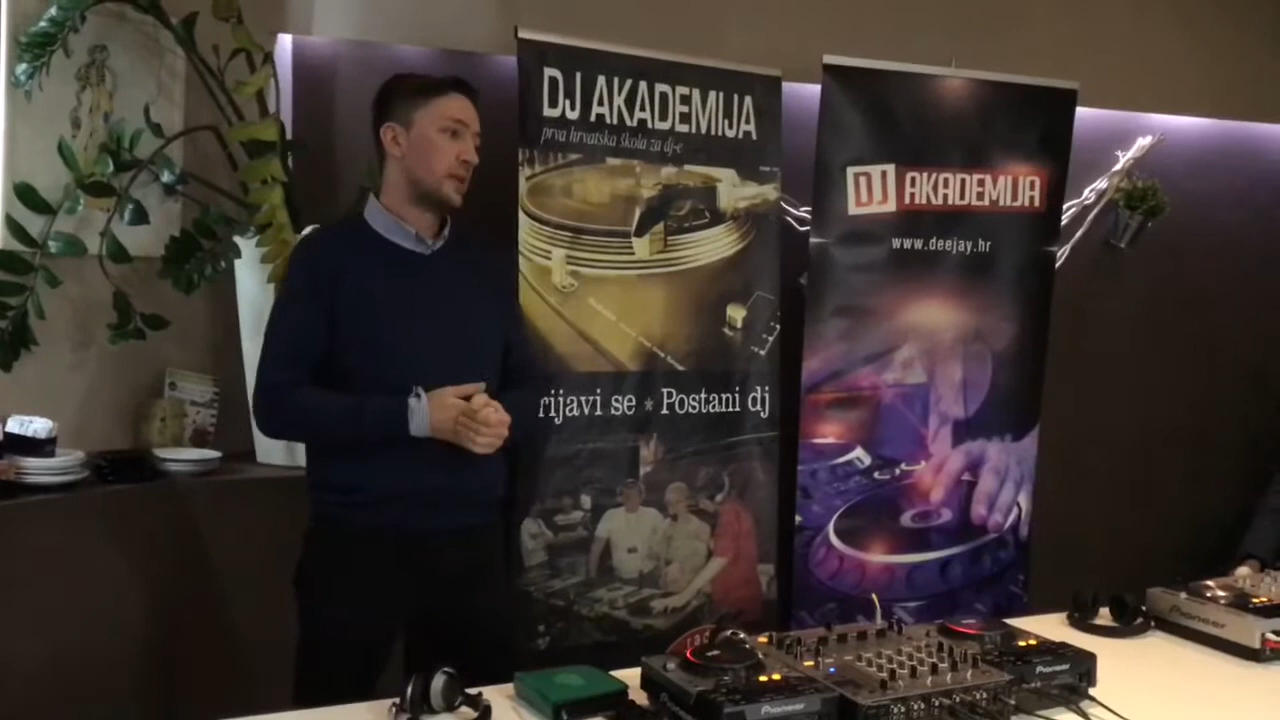 DJ AKADEMIJA
prva hrvatska škola za dj-e
rijavi se * Postani dj
DJ AKADEMIJA
www.deejay.hr
Pioneer
Pioneer
Pioneer